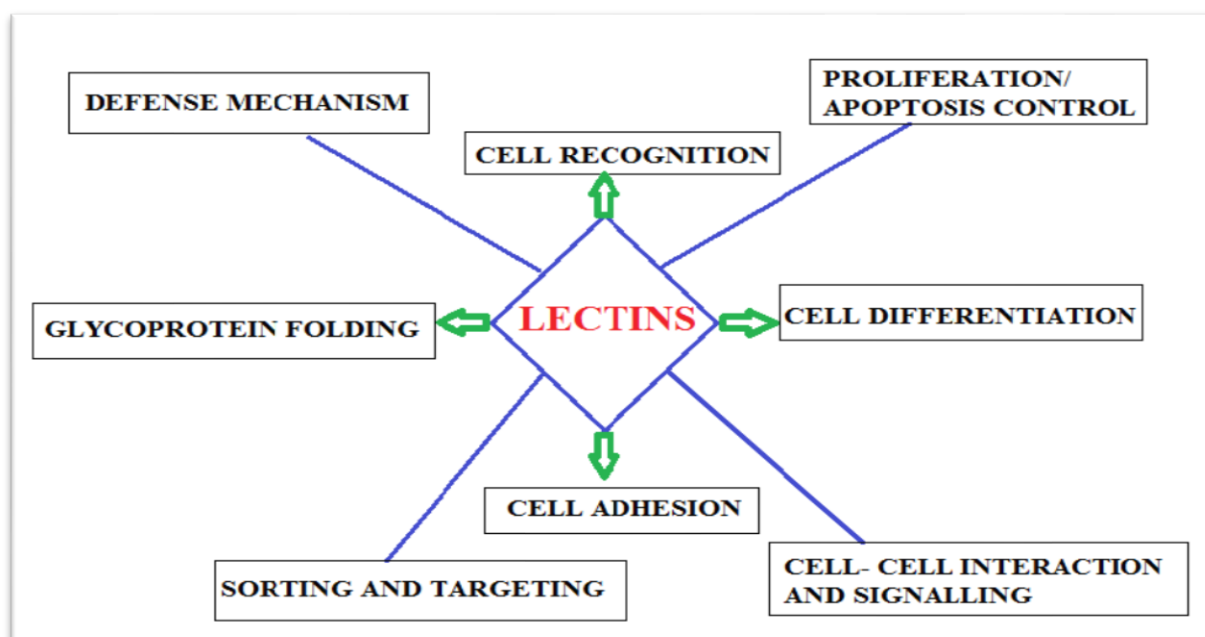 DEFENSE MECHANISM
PROLIFERATION/
APOPTOSIS CONTROL
CELL RECOGNITION
GLYCOPROTEIN FOLDING
LECTINS
CELL DIFFERENTIATION
CELL ADHESION
SORTING AND TARGETING
CELL- CELL INTERACTION
AND SIGNALLING